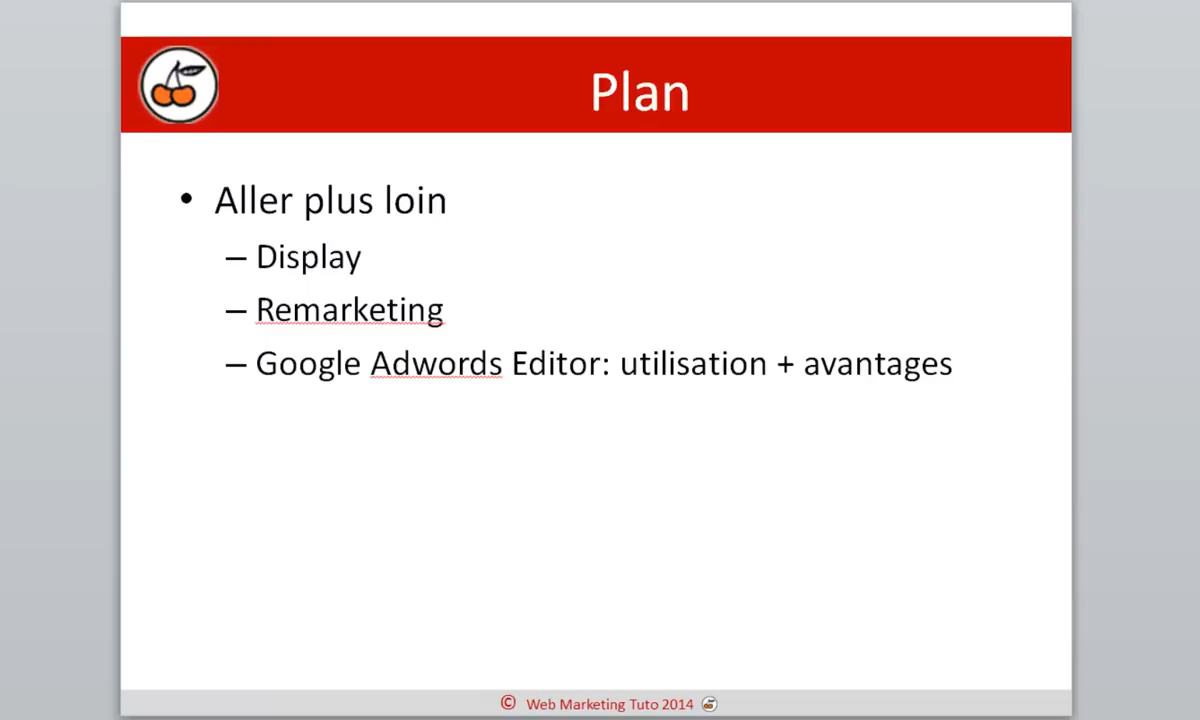 Plan
• Aller plus loin
– Display
– Remarketing
– Google Adwords Editor: utilisation + avantages
© Web Marketing Tuto 2014